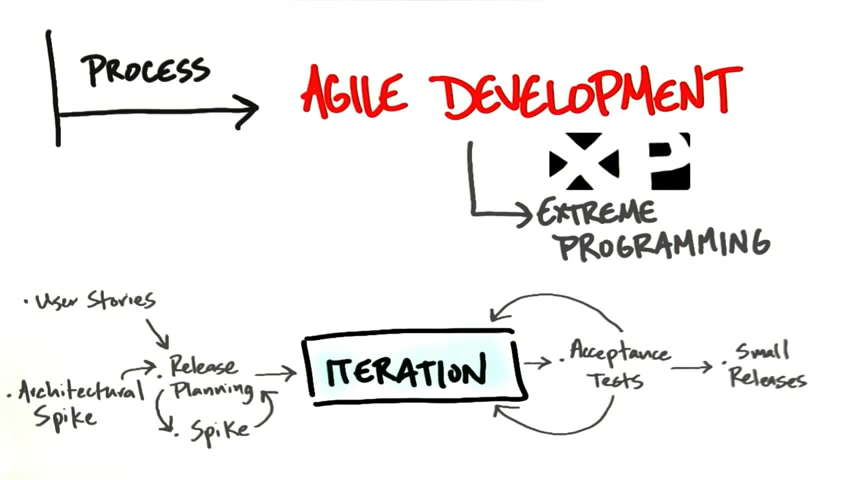 PROCESS
AGILE DEVELOPMENT
XP
EXTREME
PROGRAMMING
• User Stories
• Architectural
Spike
• Release
Planning
• Spike
ITERATION
• Acceptance
Tests
• Small
Releases